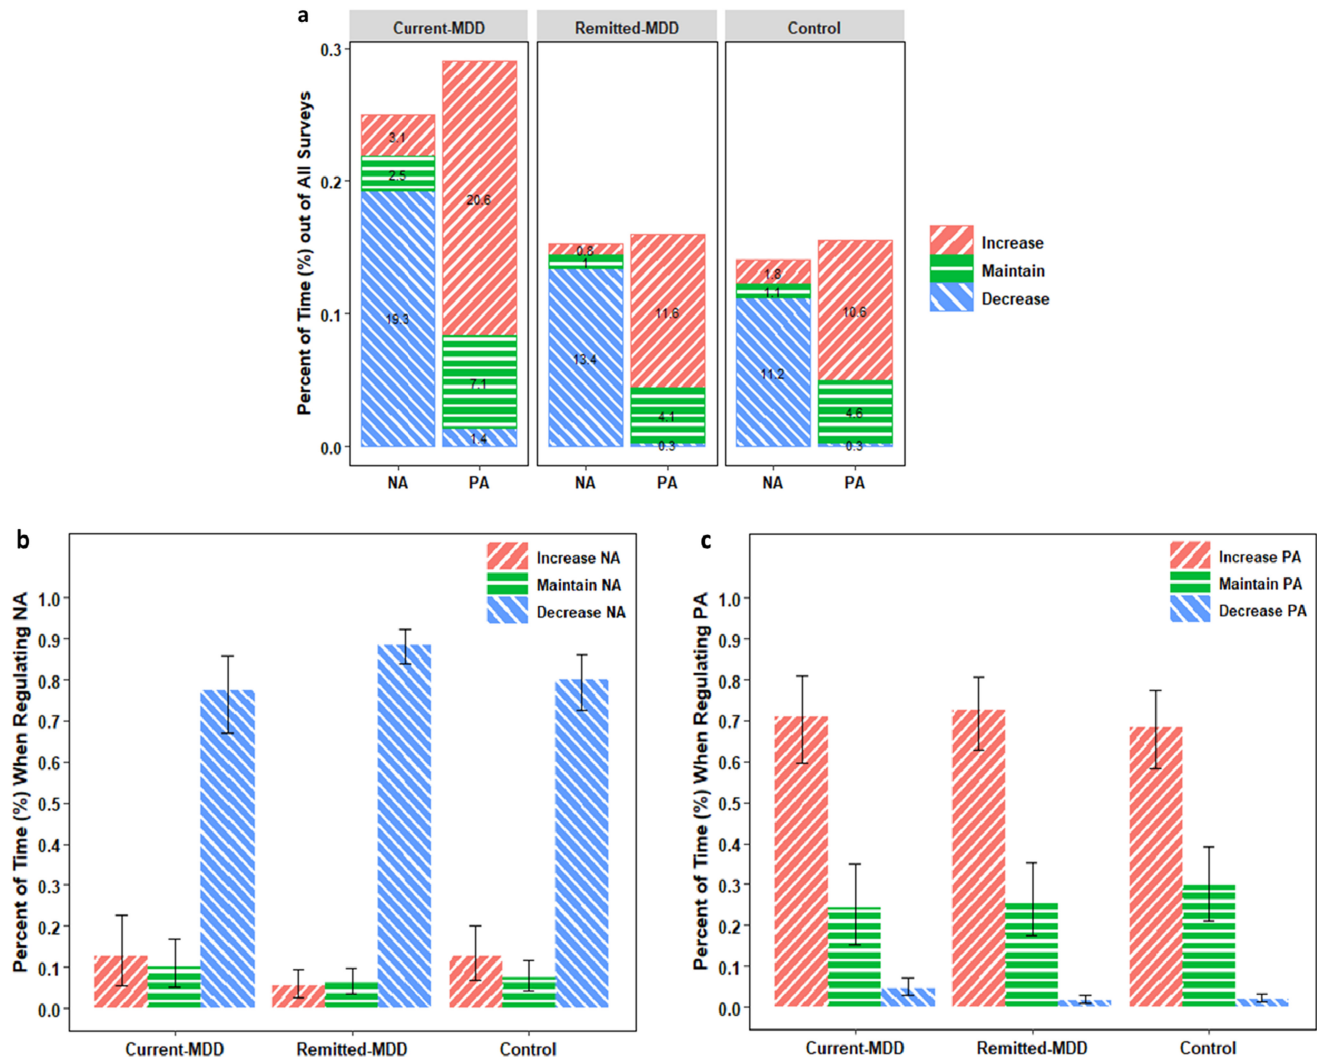 a
Current-MDD
Remitted-MDD
Control
Percent of Time (%) out of All Surveys
0.3
0.2
0.1
0.0
3.1
2.5
19.3
20.6
7.1
1.4
0.8
1
13.4
11.6
4.1
0.3
1.8
1.1
11.2
10.6
4.6
0.3
NA
PA
NA
PA
NA
PA
Increase
Maintain
Decrease
b
Percent of Time (%) When Regulating NA
1.0
0.9
0.8
0.7
0.6
0.5
0.4
0.3
0.2
0.1
0.0
Increase NA
Maintain NA
Decrease NA
Current-MDD
Remitted-MDD
Control
c
Percent of Time (%) When Regulating PA
1.0
0.9
0.8
0.7
0.6
0.5
0.4
0.3
0.2
0.1
0.0
Increase PA
Maintain PA
Decrease PA
Current-MDD
Remitted-MDD
Control